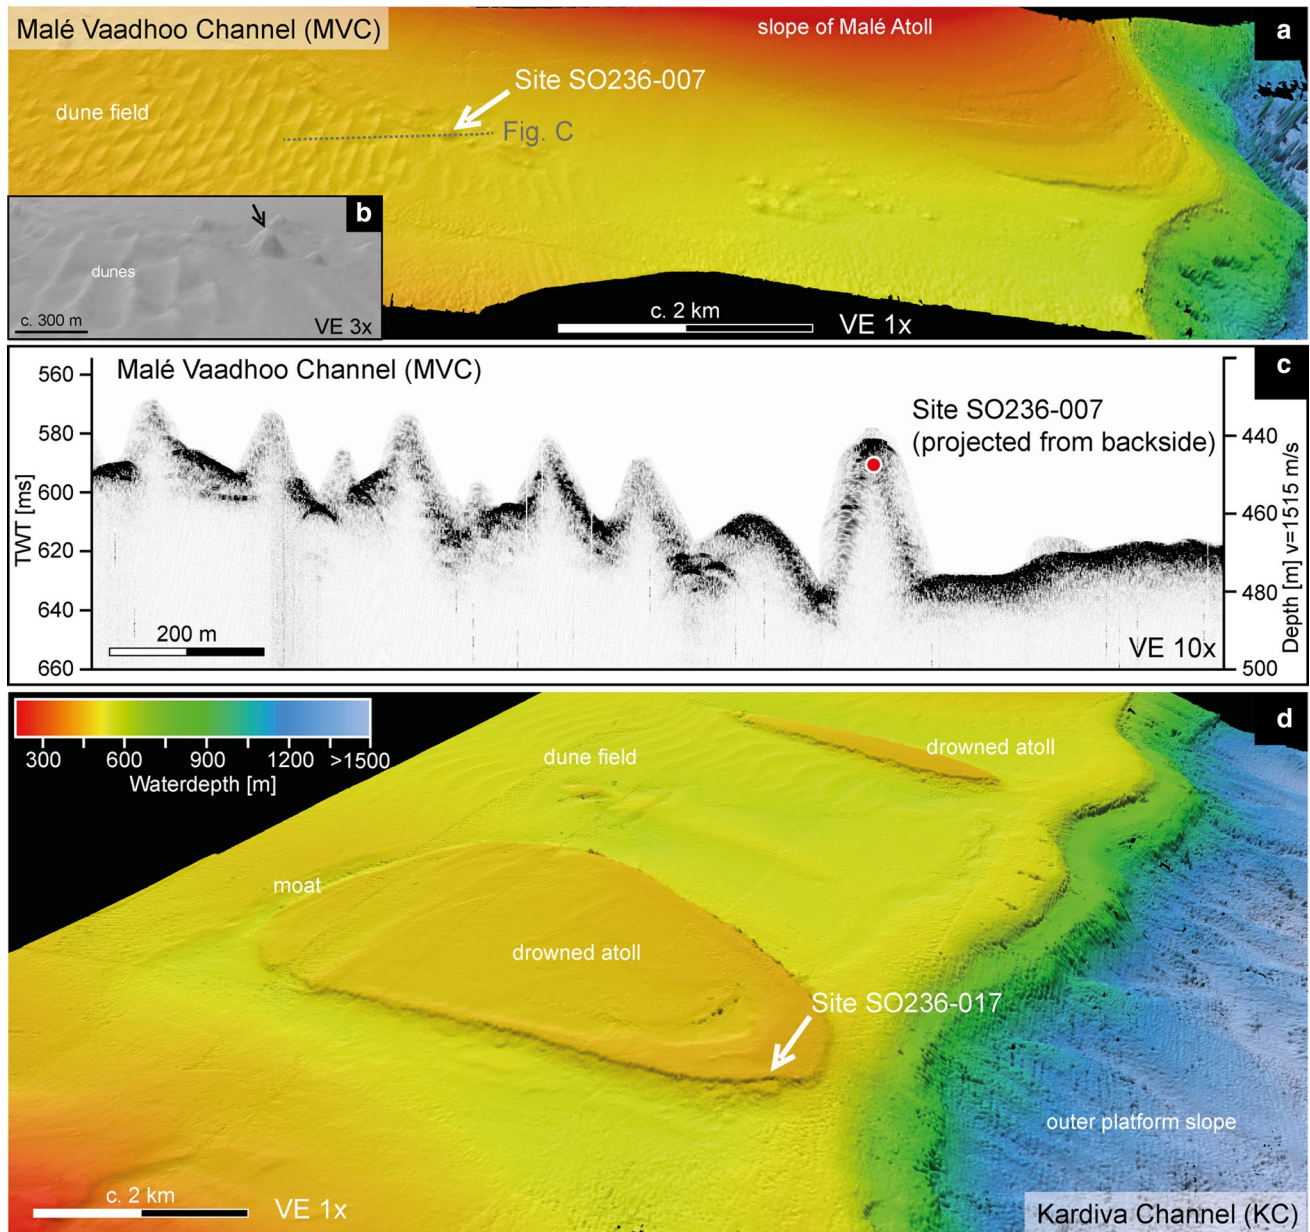 Malé Vaadhoo Channel (MVC)
slope of Malé Atoll
a
Site SO236-007
dune field
Fig. C
b
dunes
c. 300 m
VE 3x
c. 2 km
VE 1x
Malé Vaadhoo Channel (MVC)
c
Site SO236-007
(projected from backside)
TWT [ms]
560
580
600
620
640
660
440
460
480
500
Depth [m] v=1515 m/s
200 m
VE 10x
d
300 600 900 1200 >1500
Waterdepth [m]
dune field
drowned atoll
moat
drowned atoll
Site SO236-017
outer platform slope
c. 2 km
VE 1x
Kardiva Channel (KC)